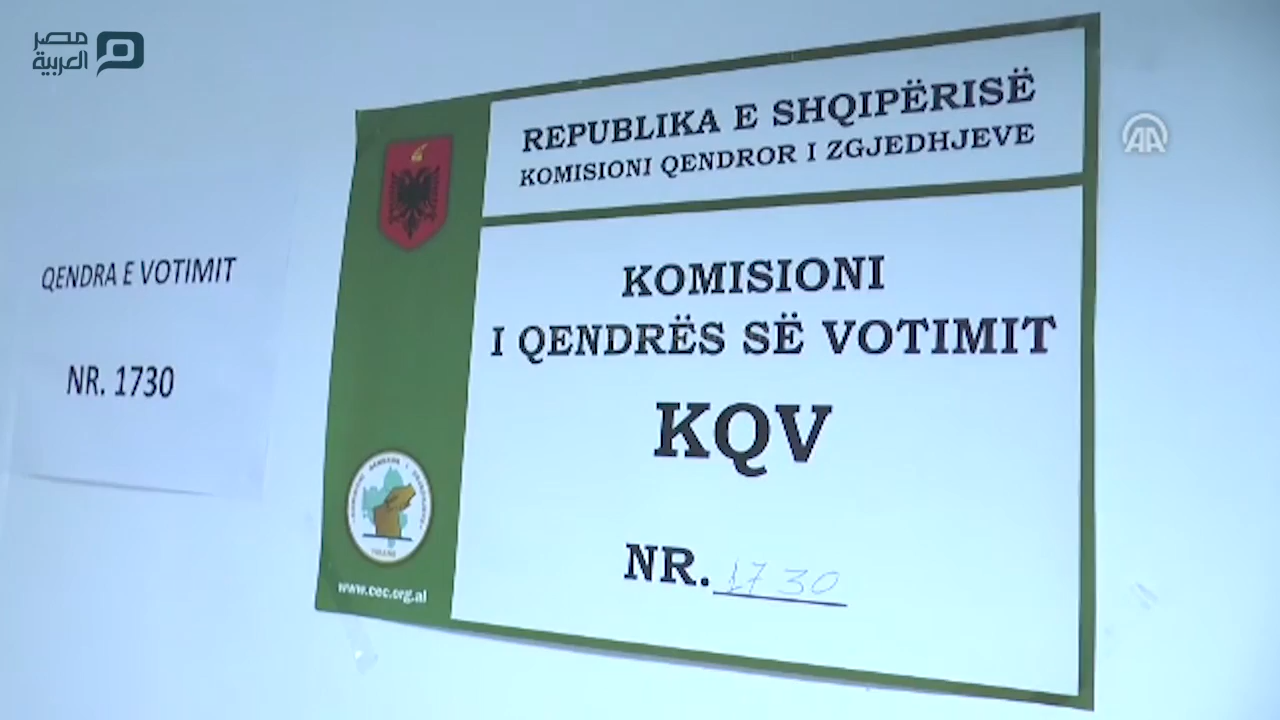 مصر
العربية
AA
REPUBLIKA E SHQIPËRISË
KOMISIONI QENDROR I ZGJEDHJEVE
KOMISIONI
I QENDRËS SË VOTIMIT
KQV
NR. 1730
www.cec.org.al
QENDRA E VOTIMIT
NR. 1730